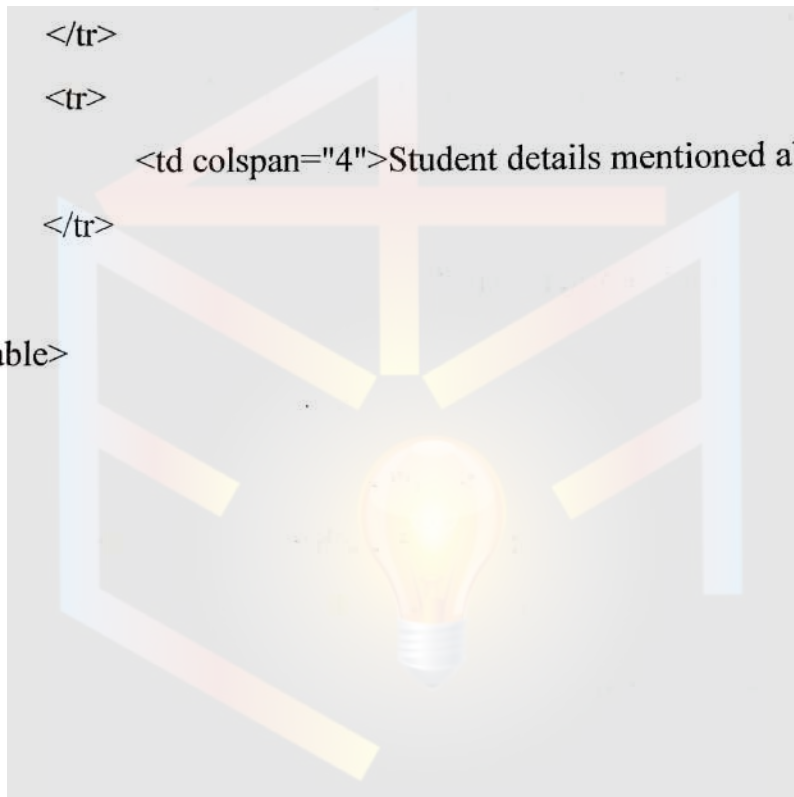 </tr>
<tr>
<td colspan="4">Student details mentioned
</tr>
able>